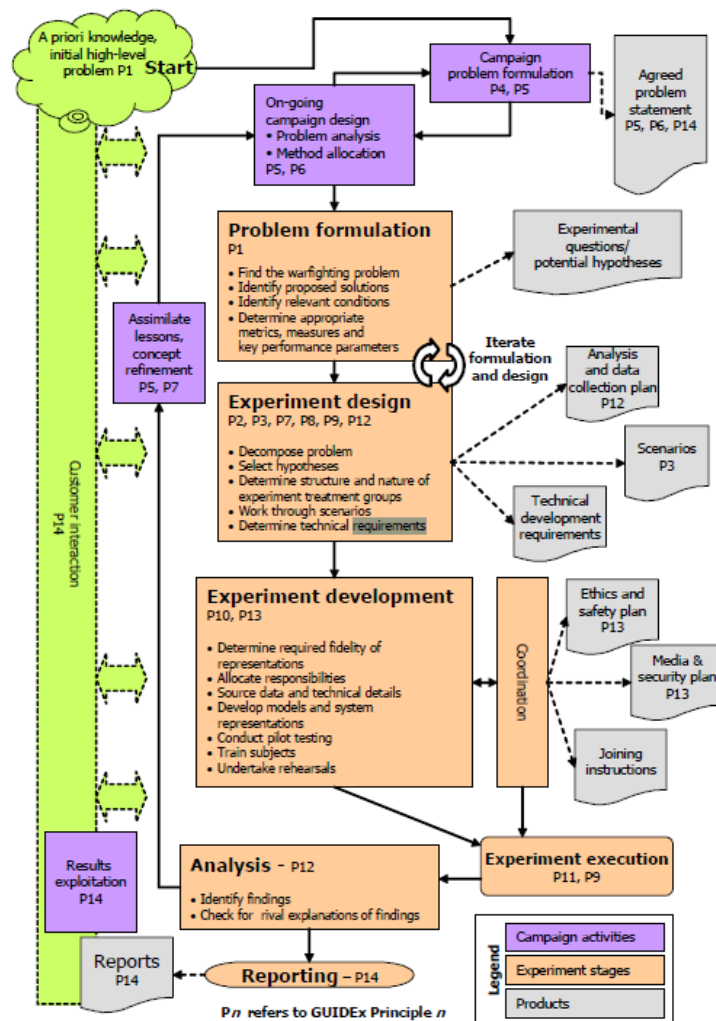 A priori knowledge,
initial high-level
problem P1
Start
Campaign
problem formulation
P4, P5
Agreed
problem
statement
P5, P6, P14
On-going
campaign design
• Problem analysis
• Method allocation
P5, P6
Problem formulation
P1
• Find the warfighting problem
• Identify proposed solutions
• Identify relevant conditions
• Determine appropriate
metrics, measures and
key performance parameters
Experimental
questions/
potential hypotheses
Assimilate
lessons,
concept
refinement
P5, P7
Iterate
formulation
and design
Analysis
and data
collection plan
P12
Experiment design
P2, P3, P7, P8, P9, P12
• Decompose problem
• Select hypotheses
• Determine structure and nature of
experiment treatment groups
• Work through scenarios
• Determine technical requirements
Scenarios
P3
Technical
development
requirements
Customer interaction
P14
Experiment development
P10, P13
• Determine required fidelity of
representations
• Allocate responsibilities
• Source data and technical details
• Develop models and system
representations
• Conduct pilot testing
• Train subjects
• Undertake rehearsals
Coordination
Ethics and
safety plan
P13
Media &
security plan
P13
Joining
instructions
Results
exploitation
P14
Analysis - P12
• Identify findings
• Check for rival explanations of findings
Experiment execution
P11, P9
Reports
P14
Reporting – P14
Legend
Campaign activities
Experiment stages
Products
Pn refers to GUIDEx Principle n